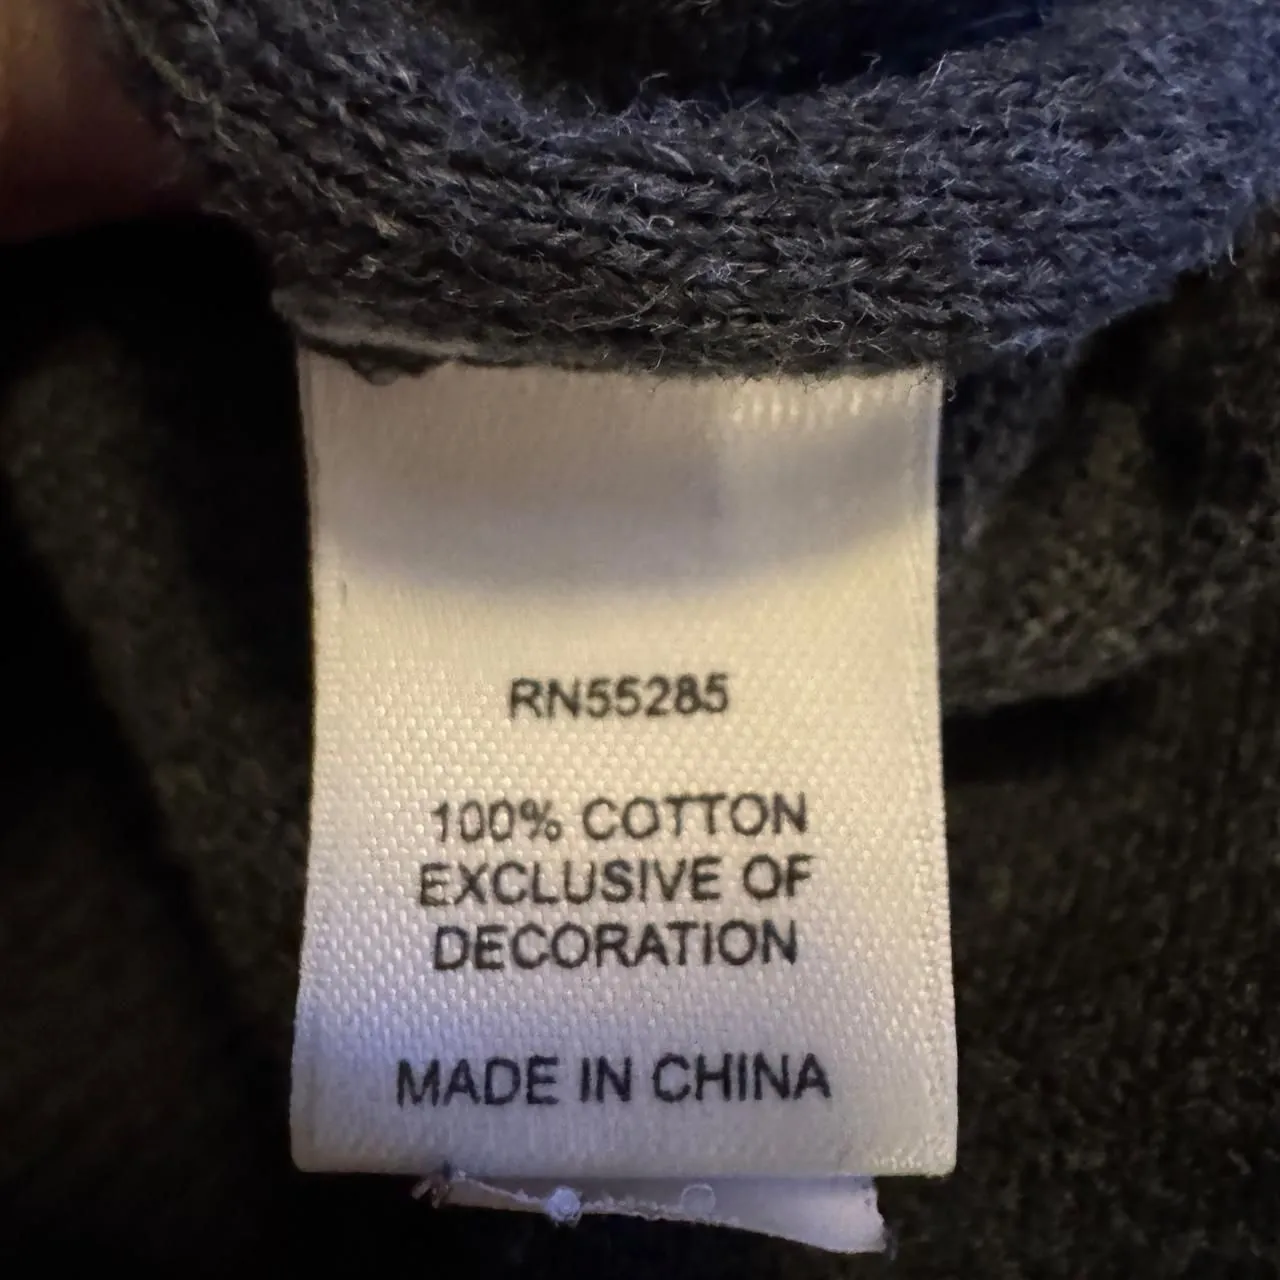 RN55285
100% COTTON
EXCLUSIVE OF
DECORATION
MADE IN CHINA